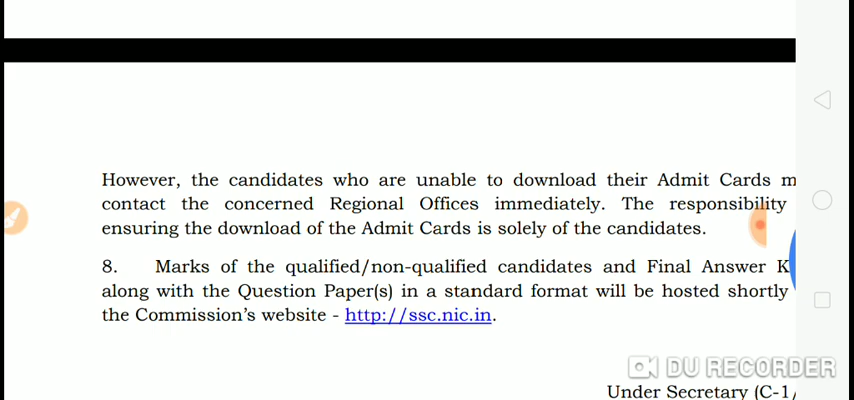 However, the candidates who are unable to download their Admit Cards m
contact the concerned Regional Offices immediately. The responsibility
ensuring the download of the Admit Cards is solely of the candidates.
8. Marks of the qualified/non-qualified candidates and Final Answer K
along with the Question Paper(s) in a standard format will be hosted shortly
the Commission's website - http://ssc.nic.in.
DU RECORDER
Under Secretary (C-1/